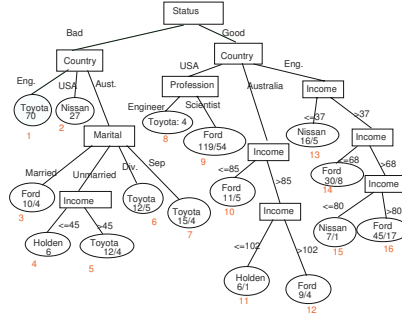 Status
Bad
Good
Country
Country
Eng.
USA
Aust.
USA
Australia
Eng.
Toyota
70
Nissan
27
Profession
Income
1
2
Engineer
Scientist
<=37
>37
Toyota: 4
8
Marital
Ford
119/54
9
Nissan
16/5
13
Income
Married
Unmarried
Div.
Sep
Income
<=68
>68
Ford
10/4
3
Income
Toyota
12/5
6
Toyota
15/4
7
<=85
>85
Ford
30/8
14
Income
Ford
11/5
10
<=45
>45
Income
<=80
>80
Holden
6
4
Toyota
12/4
5
<=102
>102
Nissan
7/1
15
Ford
45/17
16
Holden
6/1
11
Ford
9/4
12